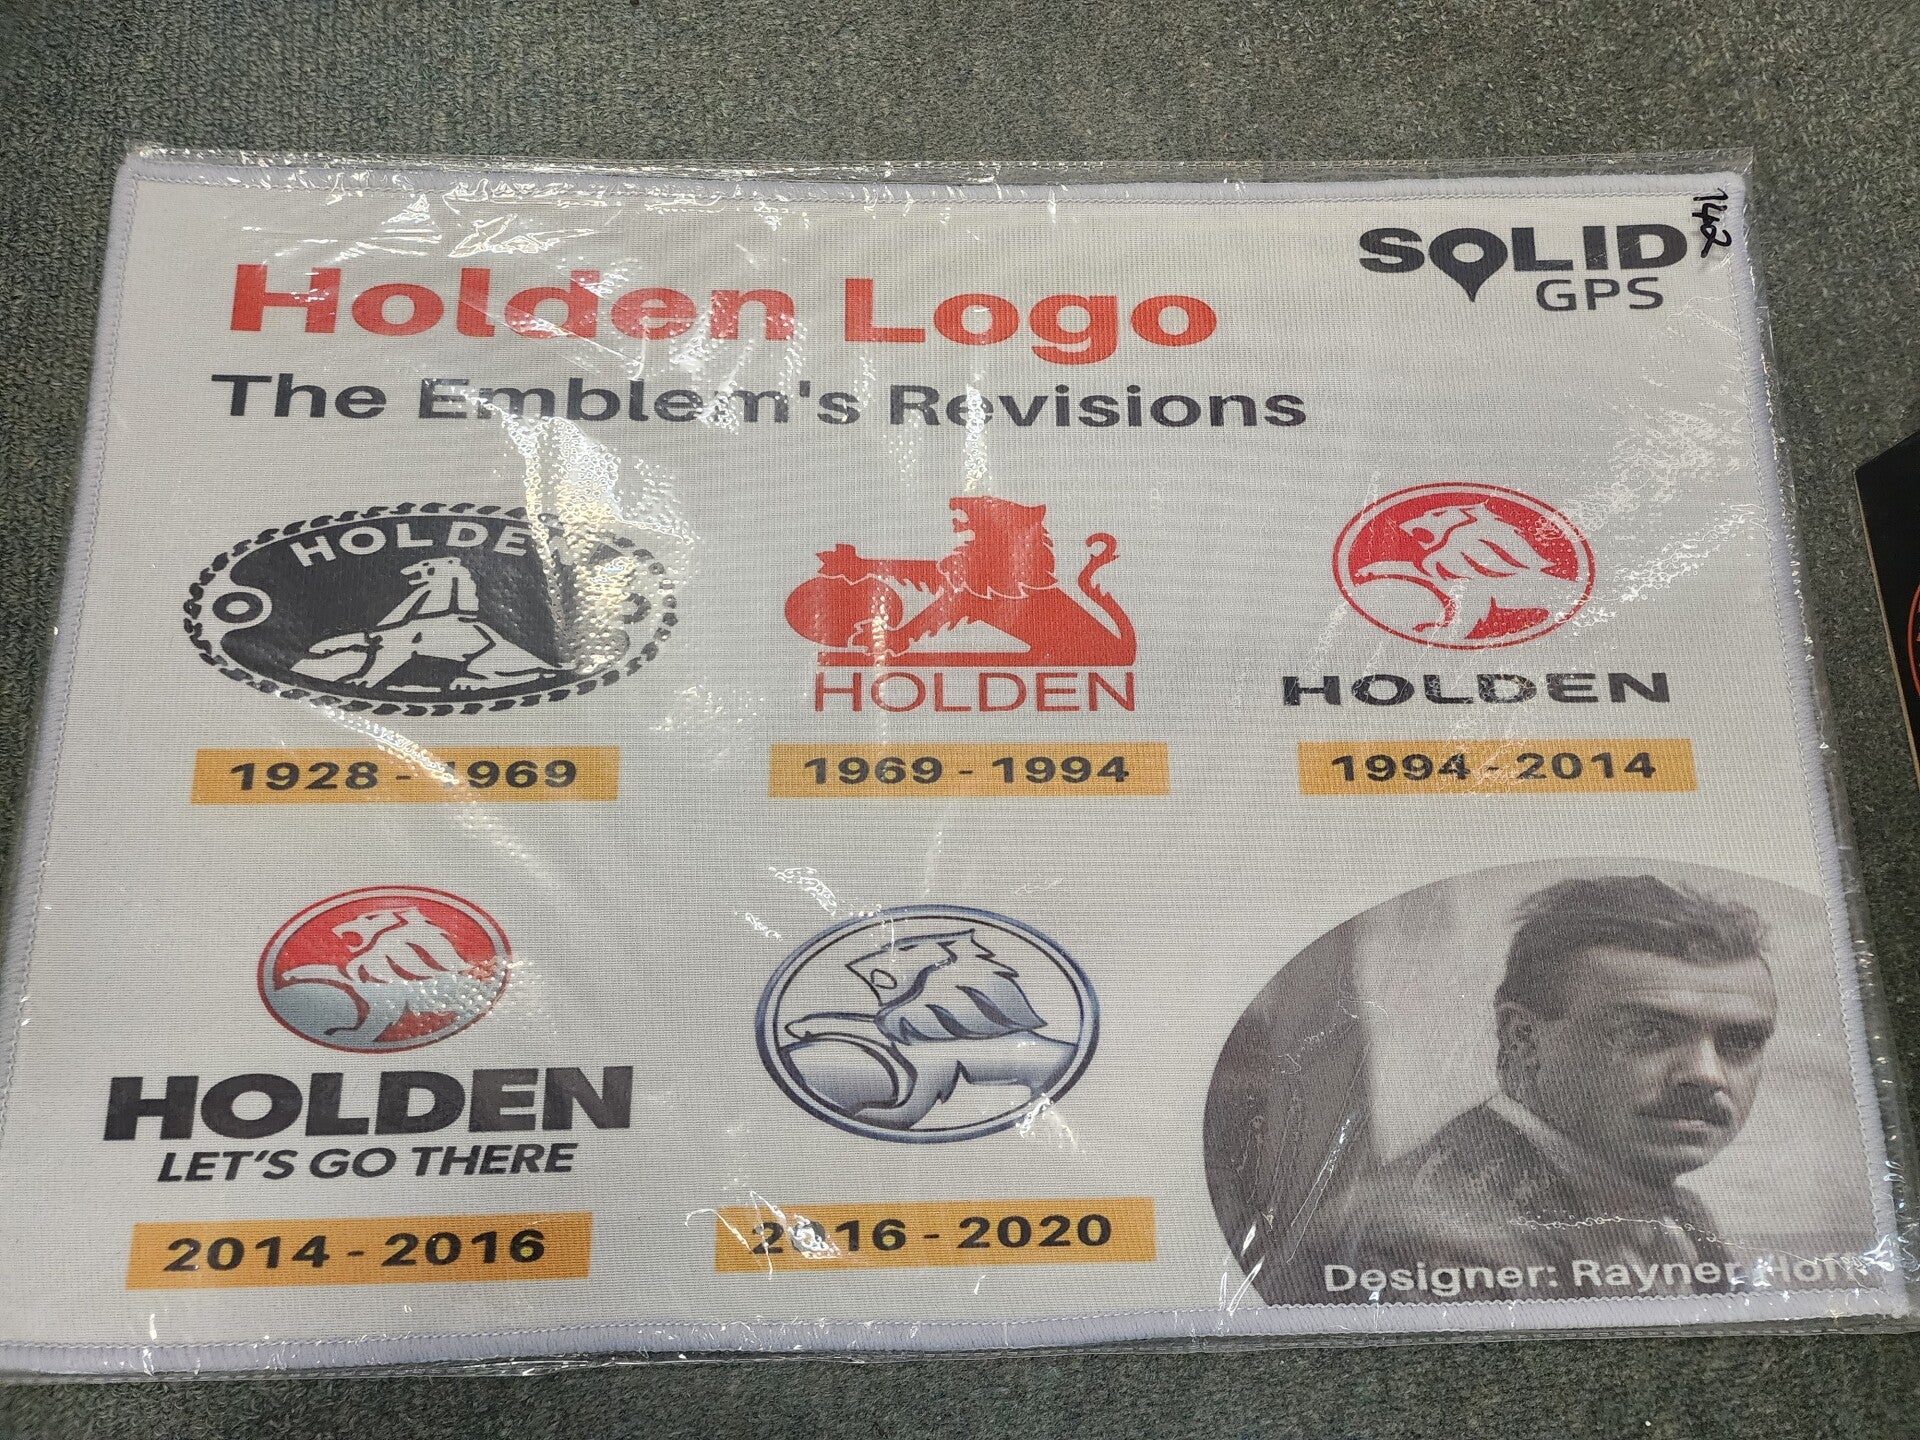 142
SOLID
GPS
Holden Logo
The Emblem's Revisions
HOLDEN
HOLDEN
HOLDEN
1928 - 1969
1969 - 1994
1994 - 2014
HOLDEN
LET'S GO THERE
2014 - 2016
2016 - 2020
Designer: Rayner